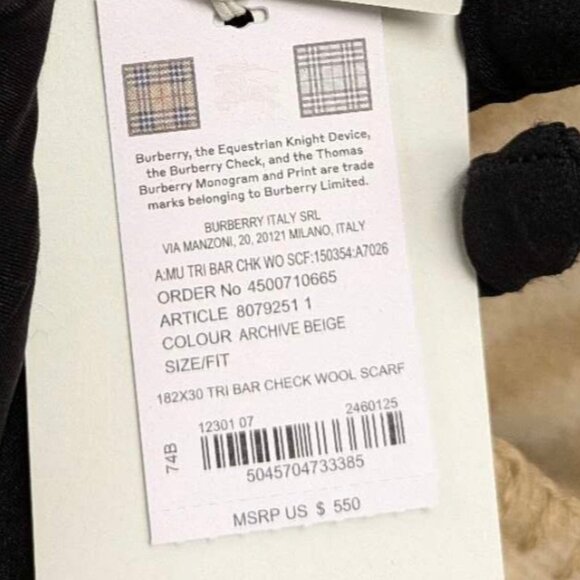 Burberry, the Equestrian Knight Device,
the Burberry Check, and the Thomas
Burberry Monogram and Print are trade
marks belonging to Burberry Limited.
BURBERRY ITALY SRL
VIA MANZONI, 20, 20121 MILANO, ITALY
A:MU TRI BAR CHK WO SCF:150354:A7026
ORDER No 4500710665
ARTICLE 8079251 1
COLOUR ARCHIVE BEIGE
SIZE/FIT
182X30 TRI BAR CHECK WOOL SCARF
74B
12301 07 2460125
5045704733385
MSRP US $ 550